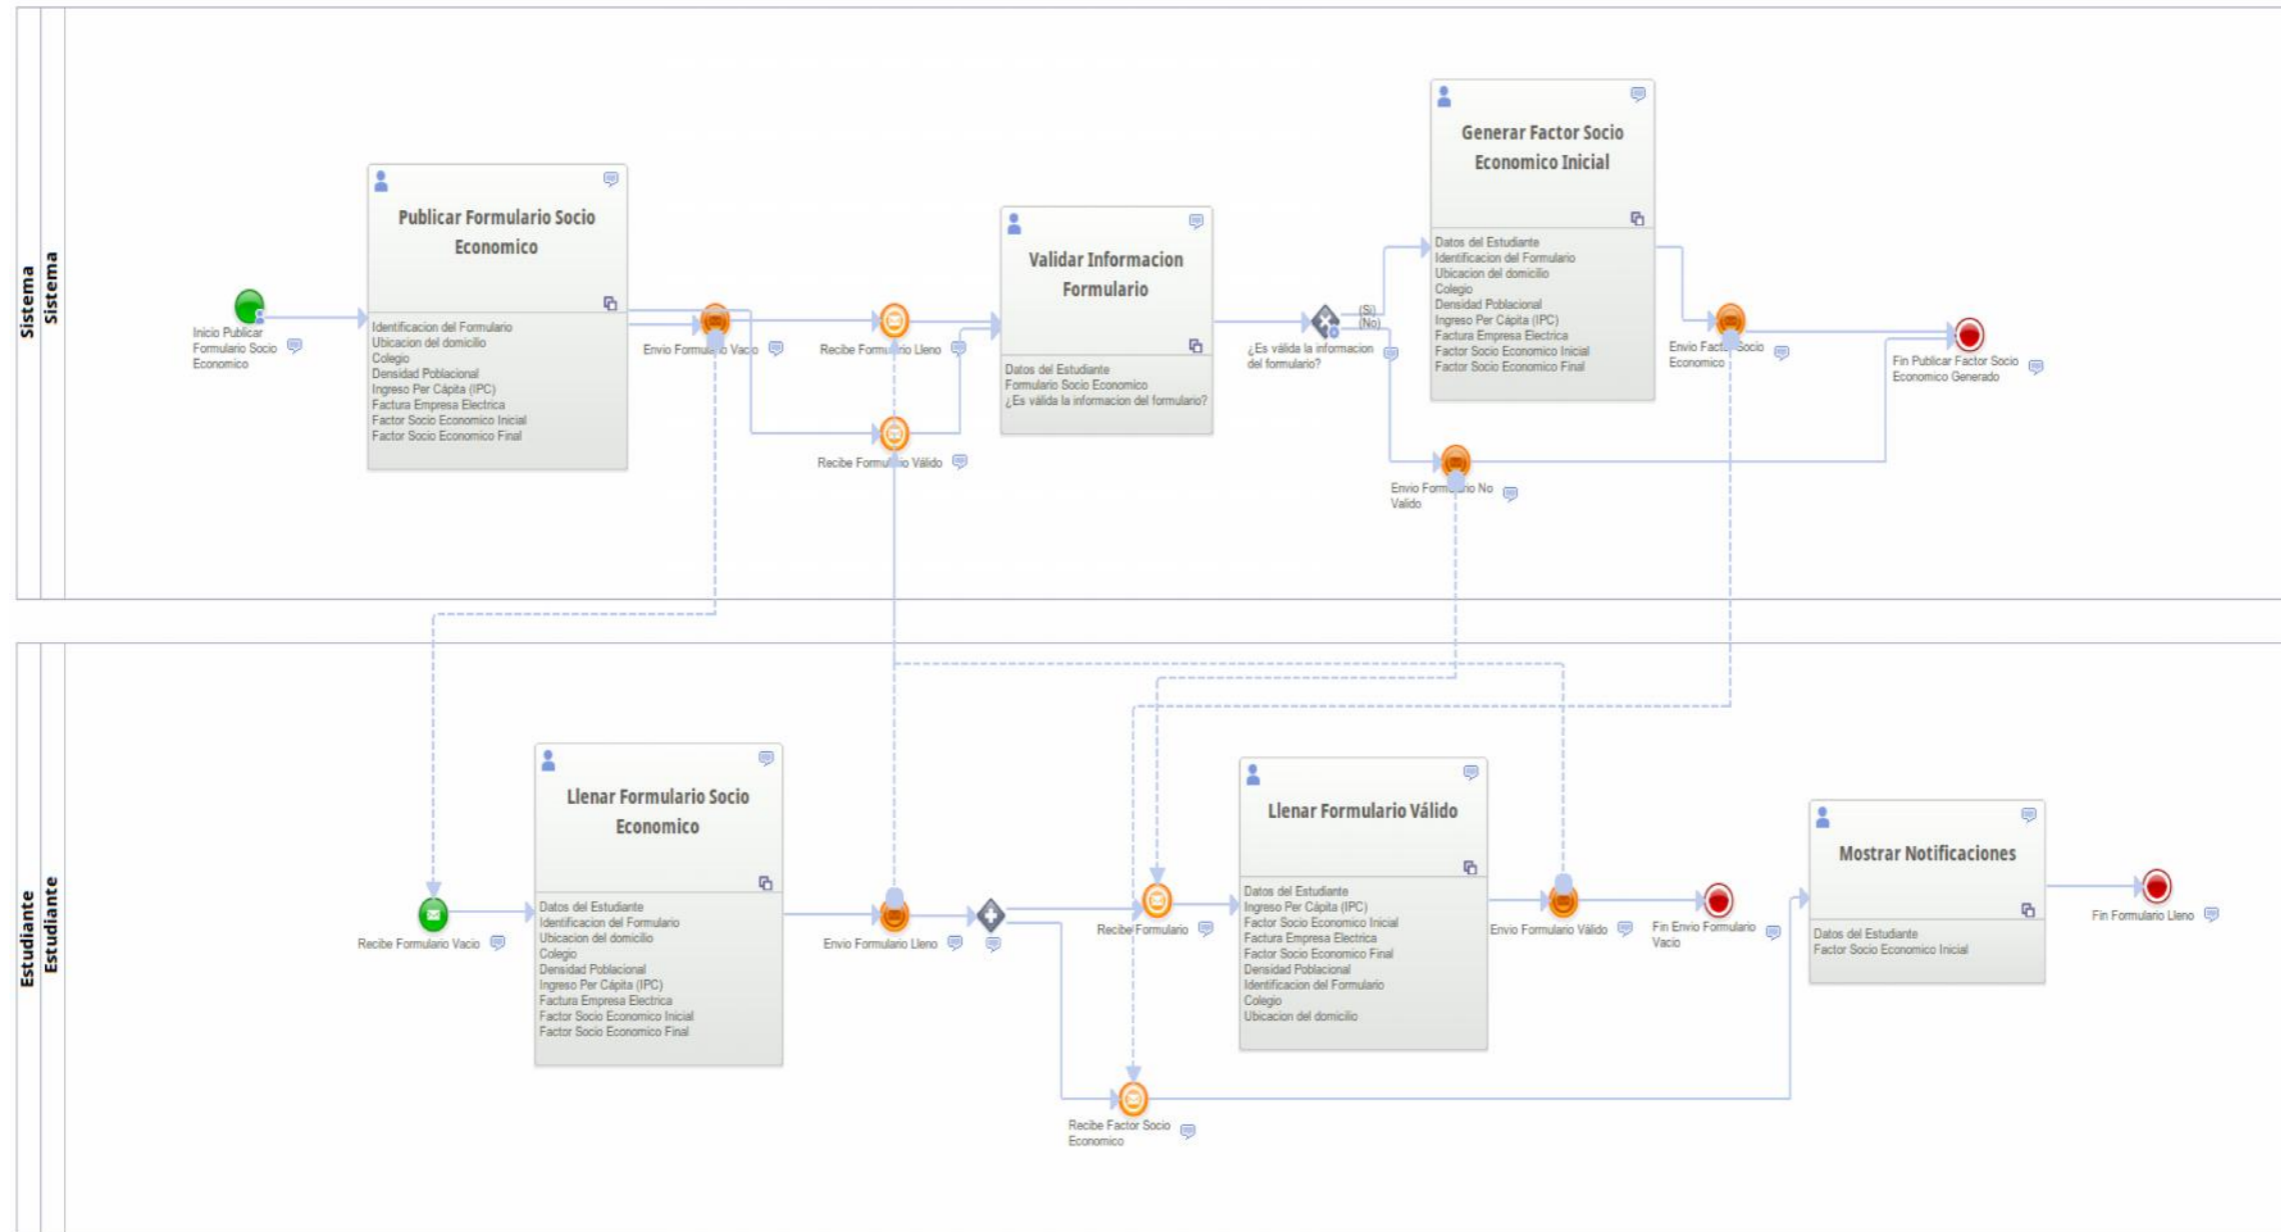 Sistema
Sistema
Inicio Publicar
Formulario Socio
Economico
Publicar Formulario Socio
Economico
Identificacion del Formulario
Ubicacion del domicilio
Colegio
Densidad Poblacional
Ingreso Per Cápita (IPC)
Factura Empresa Electrica
Factor Socio Economico Inicial
Factor Socio Economico Final
Envio Formulario Vacio
Recibe Formulario Lleno
Recibe Formulario Válido
Validar Informacion
Formulario
Datos del Estudiante
Formulario Socio Economico
¿Es válida la informacion del formulario?
¿Es válida la informacion
del formulario?
(Si)
(No)
Generar Factor Socio
Economico Inicial
Datos del Estudiante
Identificacion del Formulario
Ubicacion del domicilio
Colegio
Densidad Poblacional
Ingreso Per Cápita (IPC)
Factura Empresa Electrica
Factor Socio Economico Inicial
Factor Socio Economico Final
Envio Formulario No
Valido
Envio Factor Socio
Economico
Fin Publicar Factor Socio
Economico Generado
Estudiante
Estudiante
Recibe Formulario Vacio
Llenar Formulario Socio
Economico
Datos del Estudiante
Identificacion del Formulario
Ubicacion del domicilio
Colegio
Densidad Poblacional
Ingreso Per Cápita (IPC)
Factura Empresa Electrica
Factor Socio Economico Inicial
Factor Socio Economico Final
Envio Formulario Lleno
Recibe Formulario
Recibe Factor Socio
Economico
Llenar Formulario Válido
Datos del Estudiante
Ingreso Per Cápita (IPC)
Factor Socio Economico Inicial
Factura Empresa Electrica
Factor Socio Economico Final
Densidad Poblacional
Identificacion del Formulario
Colegio
Ubicacion del domicilio
Envio Formulario Válido
Fin Envio Formulario
Vacio
Mostrar Notificaciones
Datos del Estudiante
Factor Socio Economico Inicial
Fin Formulario Lleno